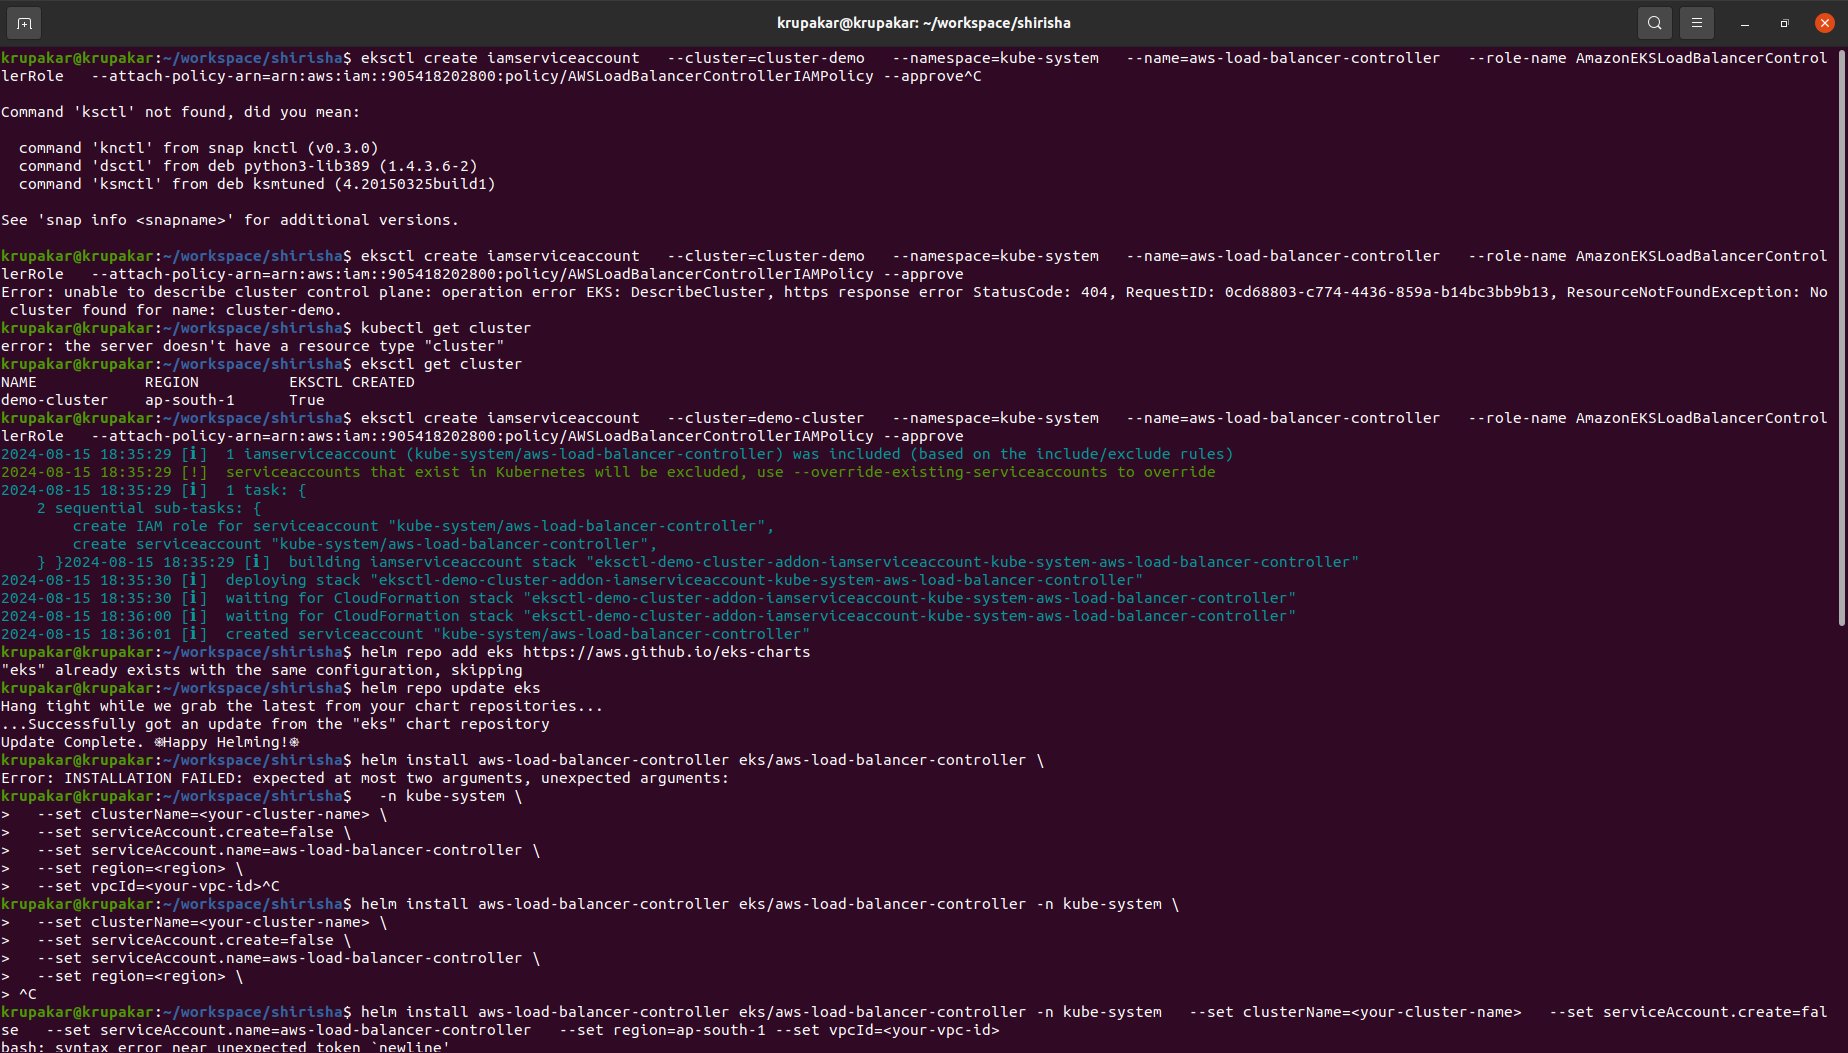 krupakar@krupakar: ~/workspace/shirisha
krupakar@krupakar:~/workspace/shirisha$ eksctl create iamserviceaccount   --cluster=cluster-demo   --namespace=kube-system   --name=aws-load-balancer-controller   --role-name AmazonEKSLoadBalancerControl
lerRole   --attach-policy-arn=arn:aws:iam::905418202800:policy/AWSLoadBalancerControllerIAMPolicy --approve^C
Command 'ksctl' not found, did you mean:
  command 'knctl' from snap knctl (v0.3.0)
  command 'dsctl' from deb python3-lib389 (1.4.3.6-2)
  command 'ksmctl' from deb ksmtuned (4.20150325build1)
See 'snap info <snapname>' for additional versions.
krupakar@krupakar:~/workspace/shirisha$ eksctl create iamserviceaccount   --cluster=cluster-demo   --namespace=kube-system   --name=aws-load-balancer-controller   --role-name AmazonEKSLoadBalancerControl
lerRole   --attach-policy-arn=arn:aws:iam::905418202800:policy/AWSLoadBalancerControllerIAMPolicy --approve
Error: unable to describe cluster control plane: operation error EKS: DescribeCluster, https response error StatusCode: 404, RequestID: 0cd68803-c774-4436-859a-b14bc3bb9b13, ResourceNotFoundException: No
 cluster found for name: cluster-demo.
krupakar@krupakar:~/workspace/shirisha$ kubectl get cluster
error: the server doesn't have a resource type "cluster"
krupakar@krupakar:~/workspace/shirisha$ eksctl get cluster
NAME            REGION          EKSCTL CREATED
demo-cluster    ap-south-1      True
krupakar@krupakar:~/workspace/shirisha$ eksctl create iamserviceaccount   --cluster=demo-cluster   --namespace=kube-system   --name=aws-load-balancer-controller   --role-name AmazonEKSLoadBalancerControl
lerRole   --attach-policy-arn=arn:aws:iam::905418202800:policy/AWSLoadBalancerControllerIAMPolicy --approve
2024-08-15 18:35:29 [ℹ]  1 iamserviceaccount (kube-system/aws-load-balancer-controller) was included (based on the include/exclude rules)
2024-08-15 18:35:29 [!]  serviceaccounts that exist in Kubernetes will be excluded, use --override-existing-serviceaccounts to override
2024-08-15 18:35:29 [ℹ]  1 task: {
    2 sequential sub-tasks: {
        create IAM role for serviceaccount "kube-system/aws-load-balancer-controller",
        create serviceaccount "kube-system/aws-load-balancer-controller",
    } }2024-08-15 18:35:29 [ℹ]  building iamserviceaccount stack "eksctl-demo-cluster-addon-iamserviceaccount-kube-system-aws-load-balancer-controller"
2024-08-15 18:35:30 [ℹ]  deploying stack "eksctl-demo-cluster-addon-iamserviceaccount-kube-system-aws-load-balancer-controller"
2024-08-15 18:35:30 [ℹ]  waiting for CloudFormation stack "eksctl-demo-cluster-addon-iamserviceaccount-kube-system-aws-load-balancer-controller"
2024-08-15 18:36:00 [ℹ]  waiting for CloudFormation stack "eksctl-demo-cluster-addon-iamserviceaccount-kube-system-aws-load-balancer-controller"
2024-08-15 18:36:01 [ℹ]  created serviceaccount "kube-system/aws-load-balancer-controller"
krupakar@krupakar:~/workspace/shirisha$ helm repo add eks https://aws.github.io/eks-charts
"eks" already exists with the same configuration, skipping
krupakar@krupakar:~/workspace/shirisha$ helm repo update eks
Hang tight while we grab the latest from your chart repositories...
...Successfully got an update from the "eks" chart repository
Update Complete. ⎈Happy Helming!⎈
krupakar@krupakar:~/workspace/shirisha$ helm install aws-load-balancer-controller eks/aws-load-balancer-controller \
Error: INSTALLATION FAILED: expected at most two arguments, unexpected arguments:
krupakar@krupakar:~/workspace/shirisha$   -n kube-system \
>   --set clusterName=<your-cluster-name> \
>   --set serviceAccount.create=false \
>   --set serviceAccount.name=aws-load-balancer-controller \
>   --set region=<region> \
>   --set vpcId=<your-vpc-id>^C
krupakar@krupakar:~/workspace/shirisha$ helm install aws-load-balancer-controller eks/aws-load-balancer-controller -n kube-system \
>   --set clusterName=<your-cluster-name> \
>   --set serviceAccount.create=false \
>   --set serviceAccount.name=aws-load-balancer-controller \
>   --set region=<region> \
> ^C
krupakar@krupakar:~/workspace/shirisha$ helm install aws-load-balancer-controller eks/aws-load-balancer-controller -n kube-system   --set clusterName=<your-cluster-name>   --set serviceAccount.create=fal
se   --set serviceAccount.name=aws-load-balancer-controller   --set region=ap-south-1 --set vpcId=<your-vpc-id>
bash: syntax error near unexpected token `newline'